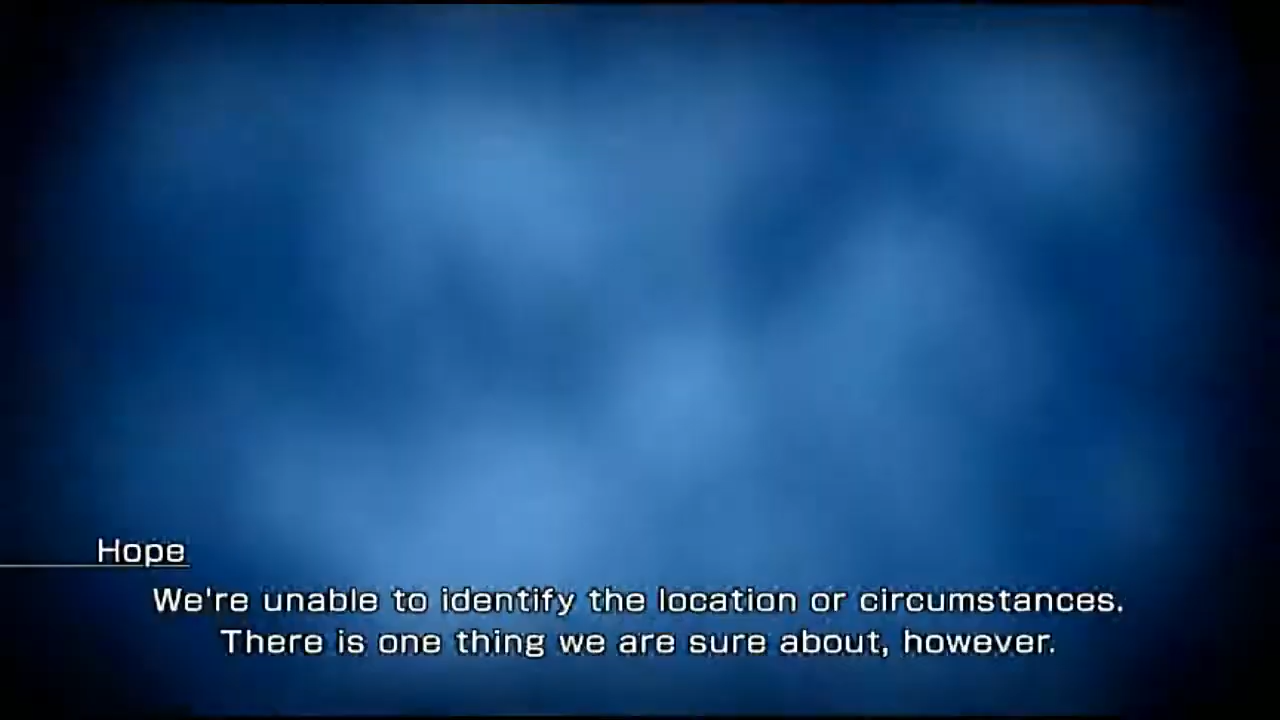 Hope
We're unable to identify the location or circumstances.
There is one thing we are sure about, however.